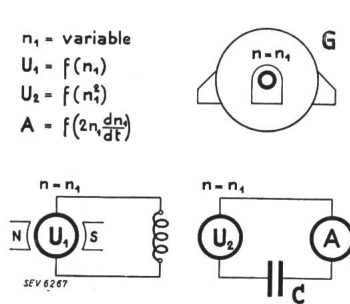 n₁ = variable
U₁ = f(n₁)
U₂ = f(n₁²)
A = f(2n₁ dn₁/dt)
G
n=n₁
n=n₁
N U₁ S
SEV 6267
n=n₁
U₂ A
C